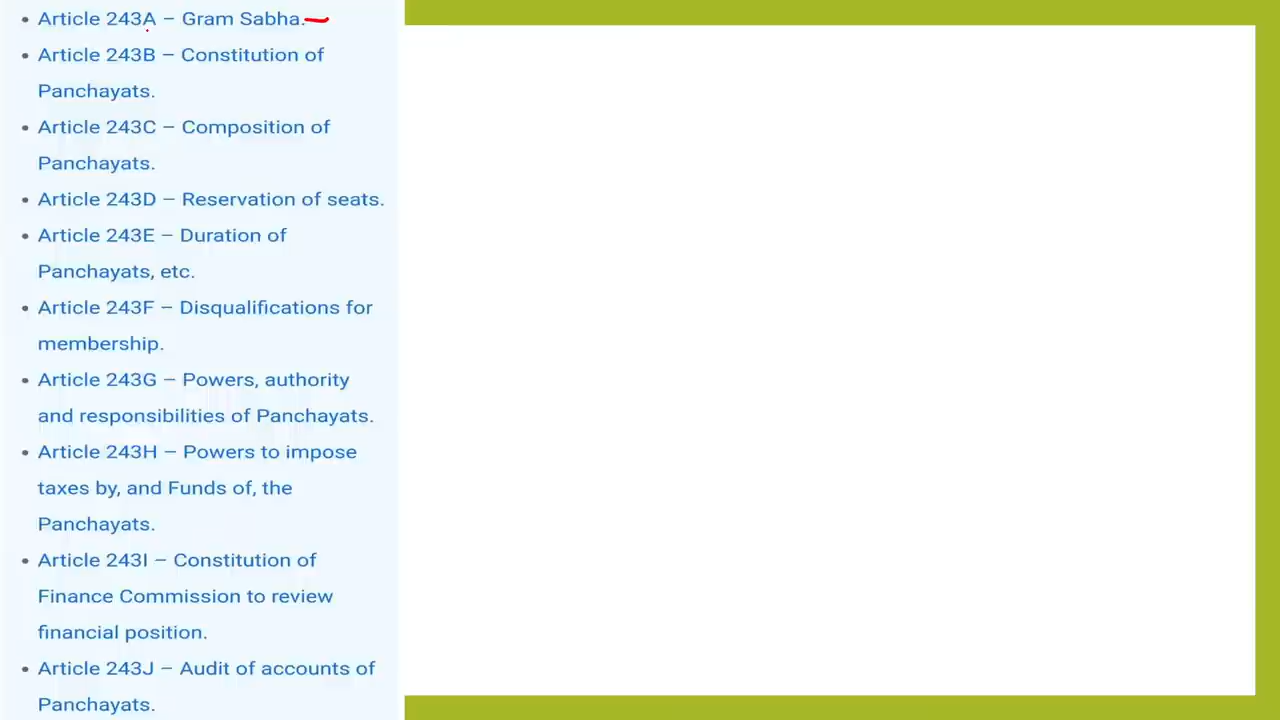 • Article 243A – Gram Sabha.
• Article 243B – Constitution of
Panchayats.
• Article 243C – Composition of
Panchayats.
• Article 243D – Reservation of seats.
• Article 243E – Duration of
Panchayats, etc.
• Article 243F – Disqualifications for
membership.
• Article 243G – Powers, authority
and responsibilities of Panchayats.
• Article 243H – Powers to impose
taxes by, and Funds of, the
Panchayats.
• Article 243I – Constitution of
Finance Commission to review
financial position.
• Article 243J – Audit of accounts of
Panchayats.